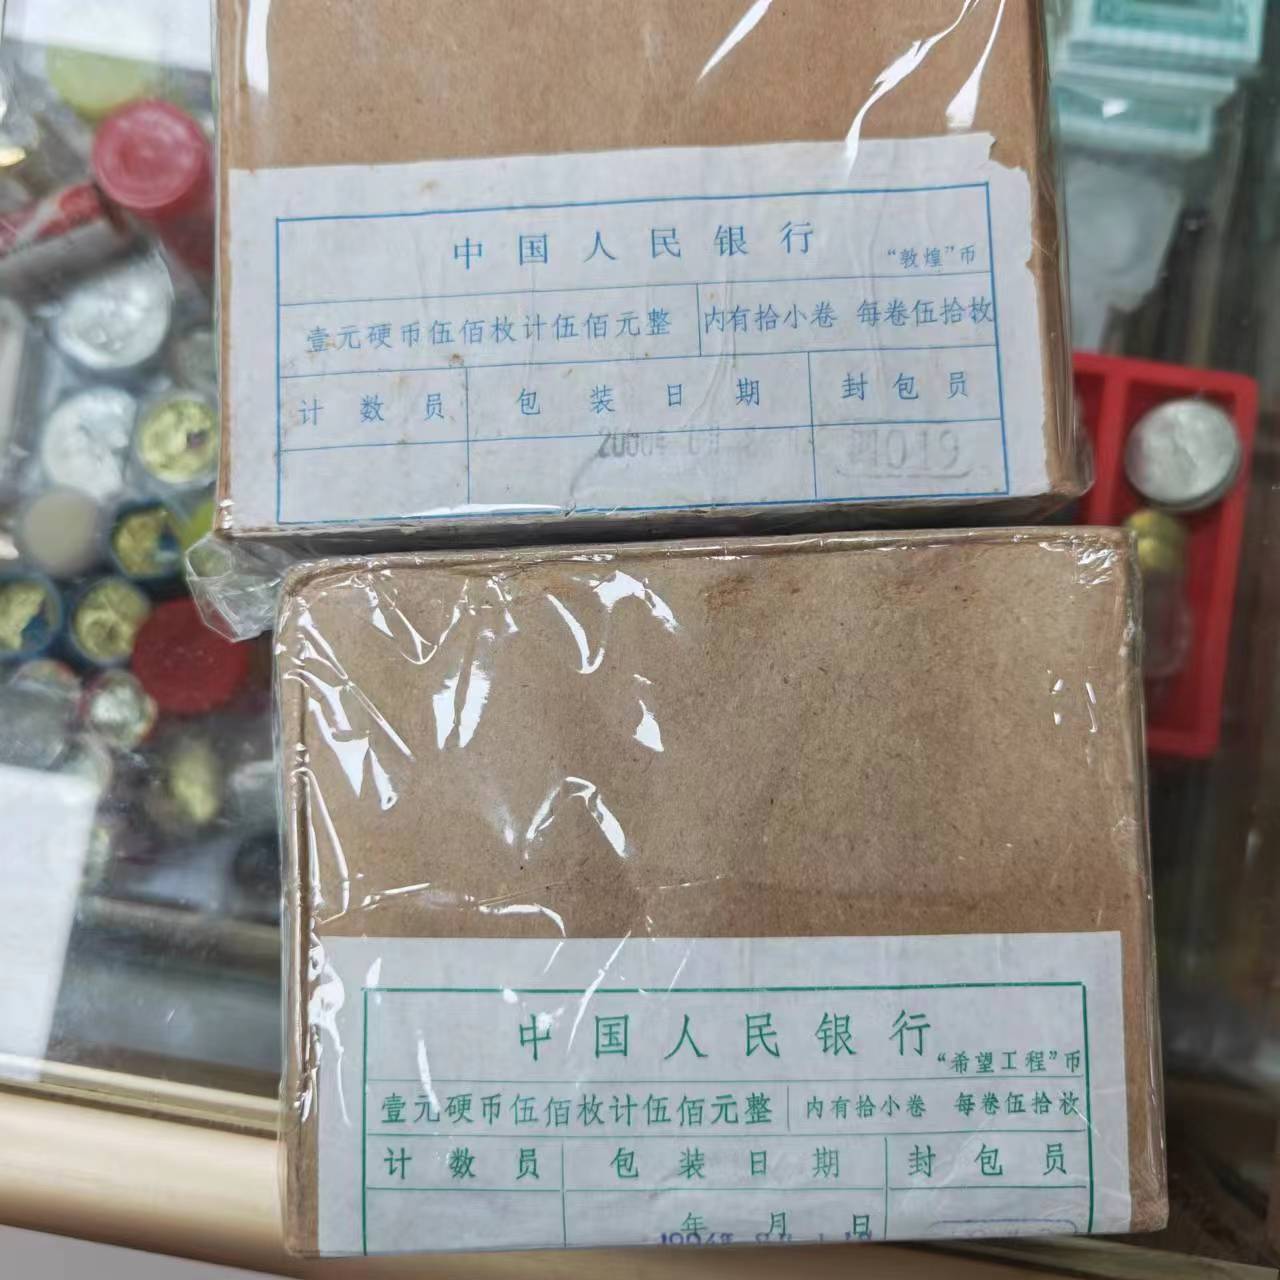 中国人民银行
“敦煌”币
壹元硬币伍佰枚计伍佰元整 内有拾小卷 每卷伍拾枚
计数员 包装日期 封包员
中国人民银行
“希望工程”币
壹元硬币伍佰枚计伍佰元整 内有拾小卷 每卷伍拾枚
计数员 包装日期 封包员
年 月 日